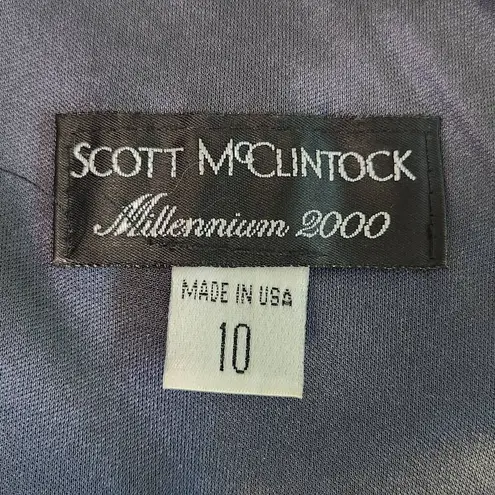 SCOTT McCLINTOCK
Millennium 2000
MADE IN USA
10